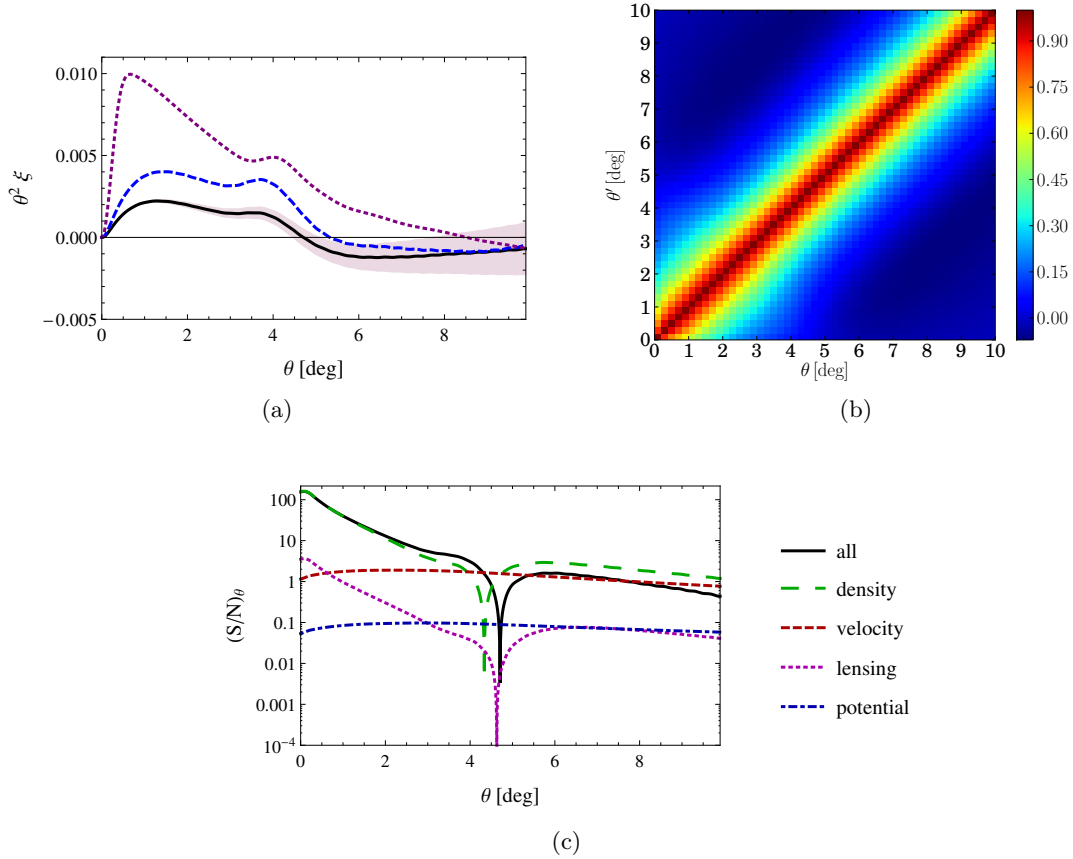 0.010
0.005
0.000
−0.005
θ² ξ
0 2 4 6 8
θ [deg]
(a)
10
9
8
7
6
5
4
3
2
1
0
θ′ [deg]
0 1 2 3 4 5 6 7 8 9 10
θ [deg]
0.90
0.75
0.60
0.45
0.30
0.15
0.00
(b)
100
10
1
0.1
0.01
0.001
10⁻⁴
(S/N)θ
0 2 4 6 8
θ [deg]
all
density
velocity
lensing
potential
(c)